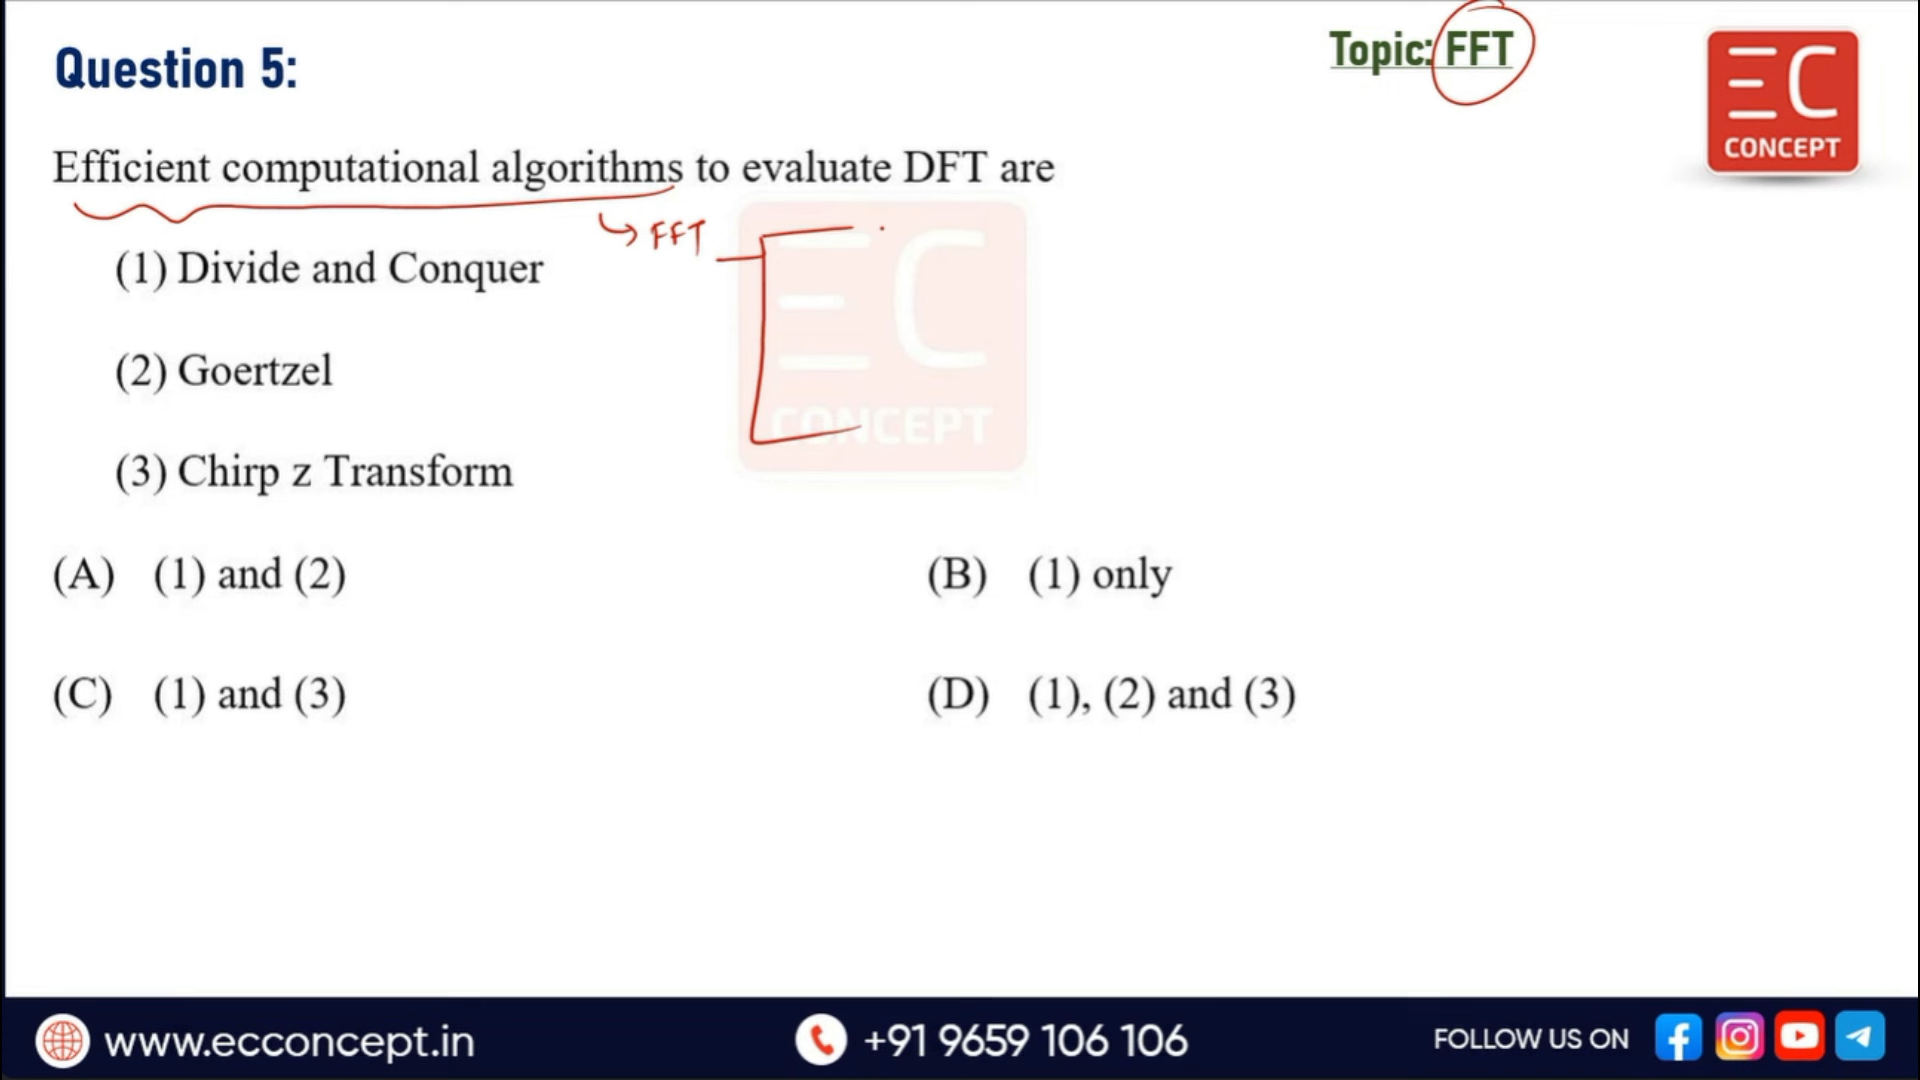 Question 5:
Topic: FFT
EC
CONCEPT
Efficient computational algorithms to evaluate DFT are
FFT
(1) Divide and Conquer
EC
CONCEPT
(2) Goertzel
(3) Chirp z Transform
(A) (1) and (2)
(B) (1) only
(C) (1) and (3)
(D) (1), (2) and (3)
www.ecconcept.in
+91 9659 106 106
FOLLOW US ON